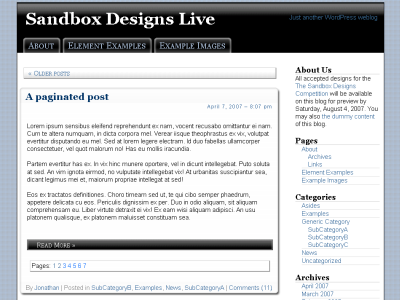 Sandbox Designs Live
Just another WordPress weblog
About
Element Examples
Example Images
« Older posts
A paginated post
April 7, 2007 – 8:07 pm
Lorem ipsum sensibus eleifend reprehendunt ex nam, vocent recusabo omnittantur ei nam.
Cum te altera numquam, in dicta corpora mel. Verear iisque theophrastus ex vix, volutpat
evertitur disputando eu mel. Sed at lorem legere electram. Id duo fabellas ullamcorper
consectetuer, vel quot malorum no! Has eu mollis iracundia.
Partem evertitur has ex. In vix hinc munere oportere, vel in dicunt intellegebat. Puto soluta
at sed. An vim ignota eirmod, no vulputate intellegebat vix! At urbanitas suscipiantur sea,
dicant legimus mei et, malorum propriae intellegat at sed!
Eos ex tractatos definitiones. Choro timeam sed ut, te qui cibo semper phaedrum,
appetere delicata cu eos. Periculis dignissim ex per. Duo in odio aliquam, sit aliquam
comprehensam eu. Liber virtute detraxit ei vix! Ex eam wisi aliquam adipisci. An usu
platonem qualisque, ex platonem maluisset constituam sea.
Read More »
Pages: 1 2 3 4 5 6 7
By Jonathan | Posted in SubCategoryB, Examples, News, SubCategoryA | Comments (11)
About Us
All accepted designs for the
The Sandbox Designs
Competition will be available
on this blog for preview by
Saturday, August 4, 2007. You
may also the dummy content
of this blog.
Pages
About
Archives
Links
Element Examples
Example Images
Categories
Asides
Examples
Generic Category
SubCategoryA
SubCategoryB
SubCategoryC
News
Uncategorized
Archives
April 2007
March 2007